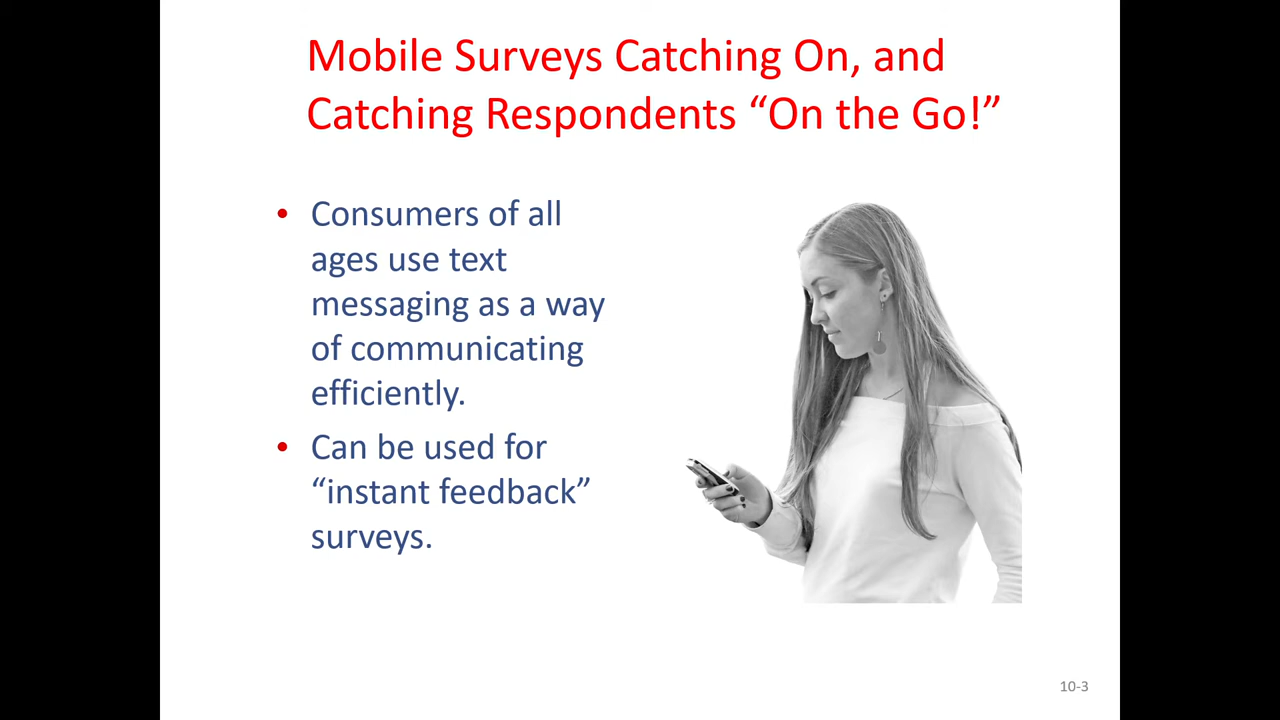 Mobile Surveys Catching On, and
Catching Respondents “On the Go!”
• Consumers of all
ages use text
messaging as a way
of communicating
efficiently.
• Can be used for
“instant feedback”
surveys.
10-3